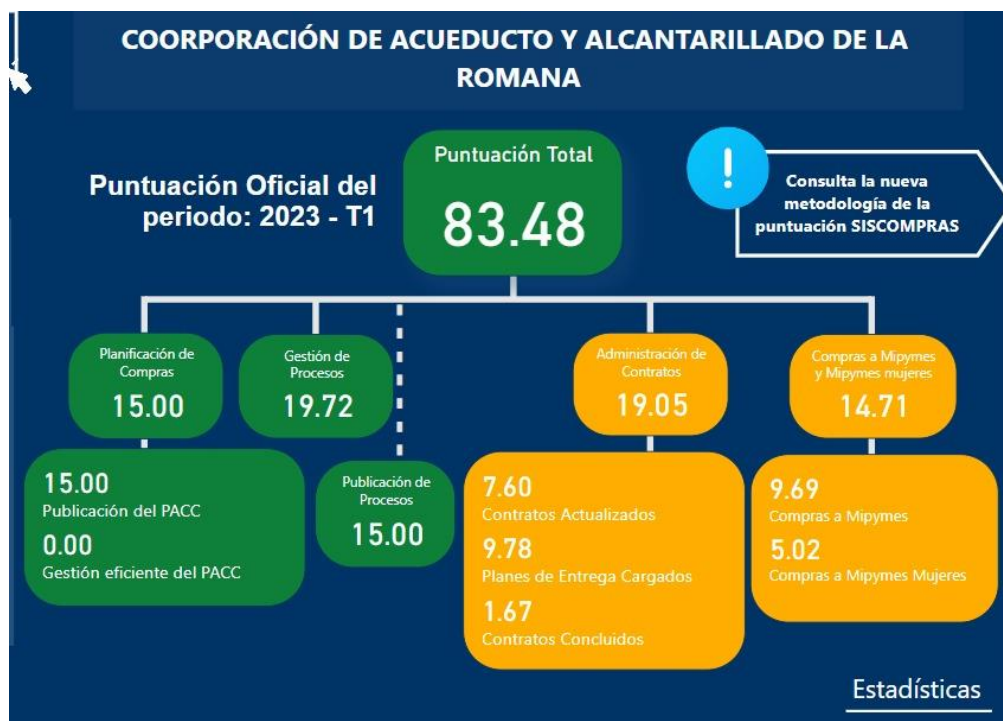 COORPORACIÓN DE ACUEDUCTO Y ALCANTARILLADO DE LA
ROMANA
Puntuación Oficial del
periodo: 2023 - T1
Puntuación Total
83.48
!
Consulta la nueva
metodología de la
puntuación SISCOMPRAS
Planificación de
Compras
15.00
Gestión de
Procesos
19.72
Administración de
Contratos
19.05
Compras a Mipymes
y Mipymes mujeres
14.71
15.00
Publicación del PACC
0.00
Gestión eficiente del PACC
Publicación de
Procesos
15.00
7.60
Contratos Actualizados
9.78
Planes de Entrega Cargados
1.67
Contratos Concluidos
9.69
Compras a Mipymes
5.02
Compras a Mipymes Mujeres
Estadísticas